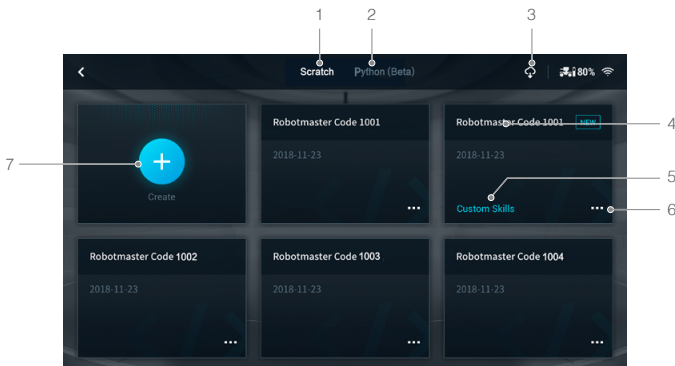 1
2
3
Scratch
Python (Beta)
80%
Robotmaster Code 1001
Robotmaster Code 1001
NEW
4
2018-11-23
2018-11-23
5
7
Create
Custom Skills
6
Robotmaster Code 1002
Robotmaster Code 1003
Robotmaster Code 1004
2018-11-23
2018-11-23
2018-11-23